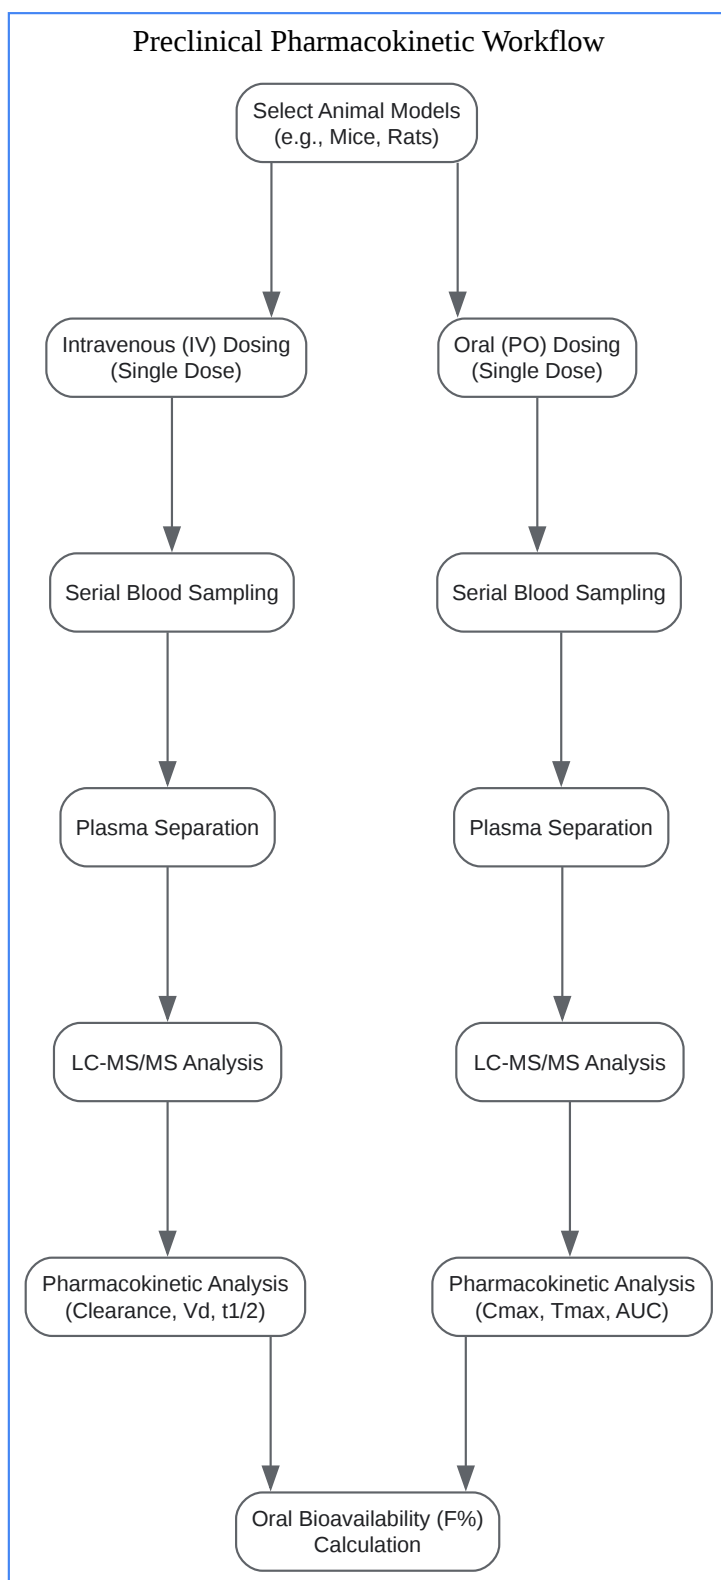 Preclinical Pharmacokinetic Workflow
Select Animal Models
(e.g., Mice, Rats)
Intravenous (IV) Dosing
(Single Dose)
Oral (PO) Dosing
(Single Dose)
Serial Blood Sampling
Serial Blood Sampling
Plasma Separation
Plasma Separation
LC-MS/MS Analysis
LC-MS/MS Analysis
Pharmacokinetic Analysis
(Clearance, Vd, t1/2)
Pharmacokinetic Analysis
(Cmax, Tmax, AUC)
Oral Bioavailability (F%)
Calculation